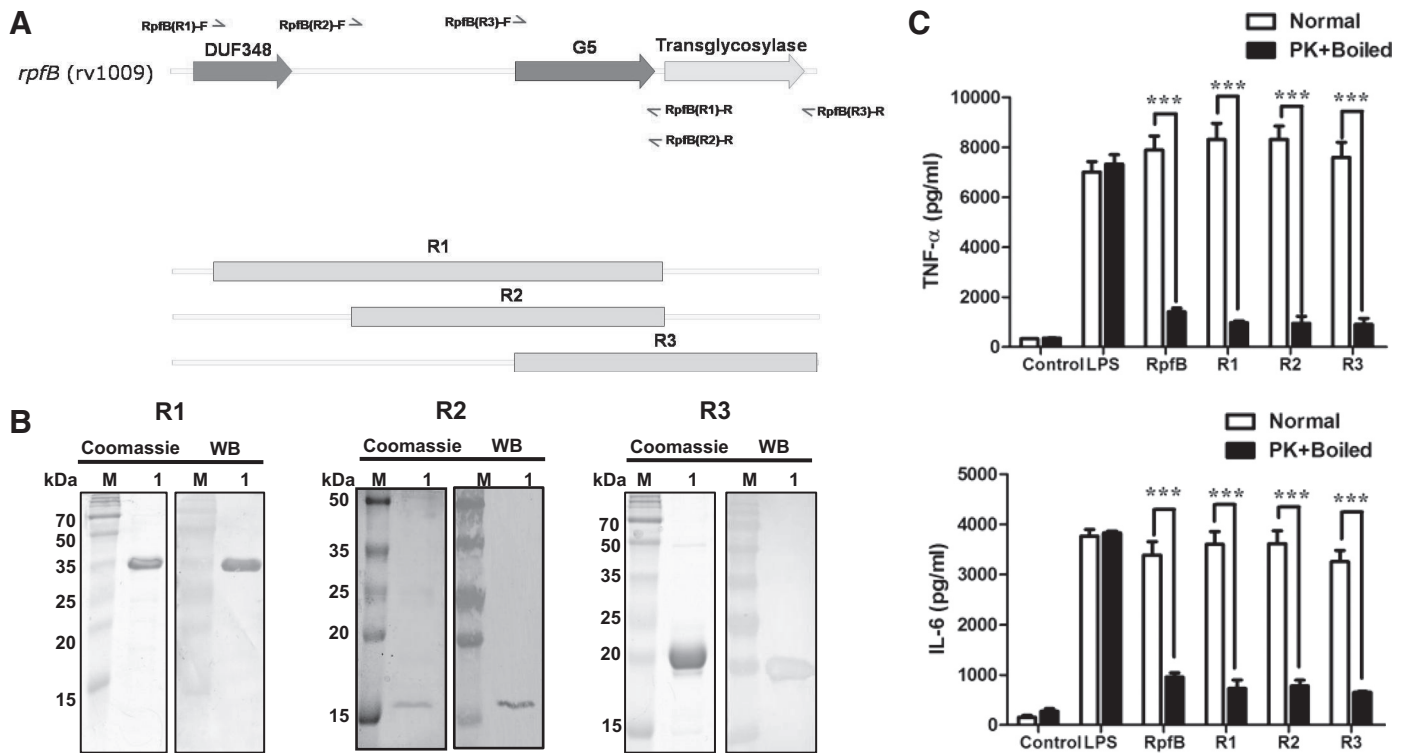 A
RpfB(R1)-F
RpfB(R2)-F
RpfB(R3)-F
DUF348
G5
Transglycosylase
rpfB (rv1009)
RpfB(R1)-R
RpfB(R3)-R
RpfB(R2)-R
R1
R2
R3
B
R1
R2
R3
Coomassie
WB
Coomassie
WB
Coomassie
WB
kDa
M
1
M
1
70
50
35
25
20
15
kDa
M
1
M
1
50
35
25
20
15
kDa
M
1
M
1
70
50
35
25
20
15
C
Normal
PK+Boiled
TNF-α (pg/ml)
10000
8000
6000
4000
2000
0
***
***
***
***
Control LPS RpfB R1 R2 R3
Normal
PK+Boiled
IL-6 (pg/ml)
5000
4000
3000
2000
1000
0
***
***
***
***
Control LPS RpfB R1 R2 R3